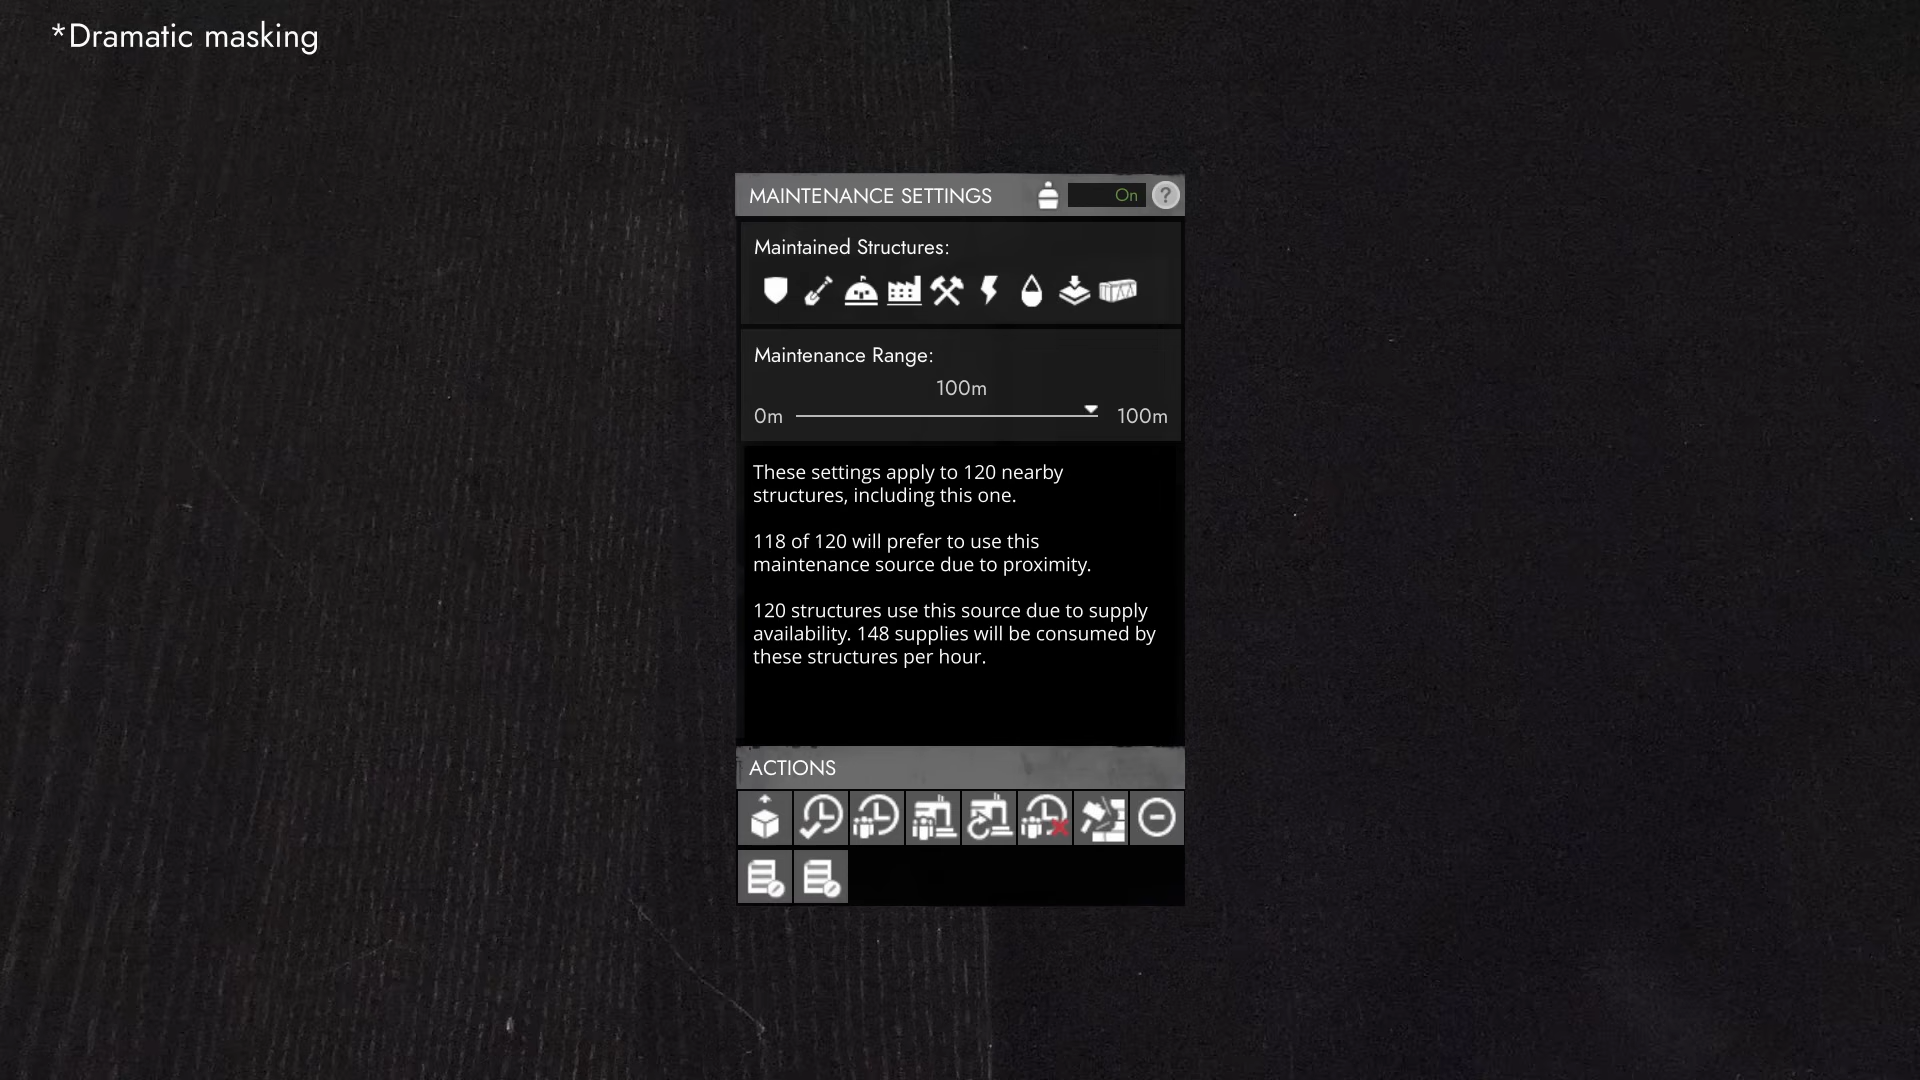 *Dramatic masking
MAINTENANCE SETTINGS
On
?
Maintained Structures:
Maintenance Range:
100m
0m
100m
These settings apply to 120 nearby
structures, including this one.
118 of 120 will prefer to use this
maintenance source due to proximity.
120 structures use this source due to supply
availability. 148 supplies will be consumed by
these structures per hour.
ACTIONS